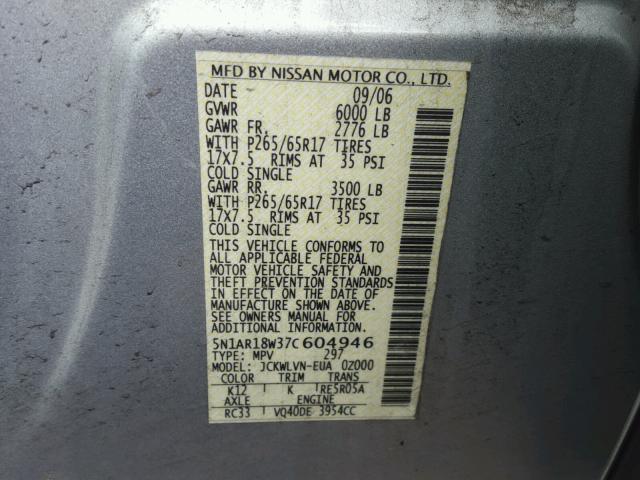 MFD BY NISSAN MOTOR CO., LTD.
DATE 09/06
GVWR 6000 LB
GAWR FR. 2776 LB
WITH P265/65R17 TIRES
17X7.5 RIMS AT 35 PSI
COLD SINGLE
GAWR RR. 3500 LB
WITH P265/65R17 TIRES
17X7.5 RIMS AT 35 PSI
COLD SINGLE
THIS VEHICLE CONFORMS TO
ALL APPLICABLE FEDERAL
MOTOR VEHICLE SAFETY AND
THEFT PREVENTION STANDARDS
IN EFFECT ON THE DATE OF
MANUFACTURE SHOWN ABOVE.
SEE OWNERS MANUAL FOR
ADDITIONAL INFORMATION.
5N1AR18W37C604946
TYPE: MPV 297
MODEL: JCKWLVN-EUA 0Z000
COLOR TRIM TRANS
K12 K RE5R05A
AXLE ENGINE
RC33 VQ40DE 3954CC